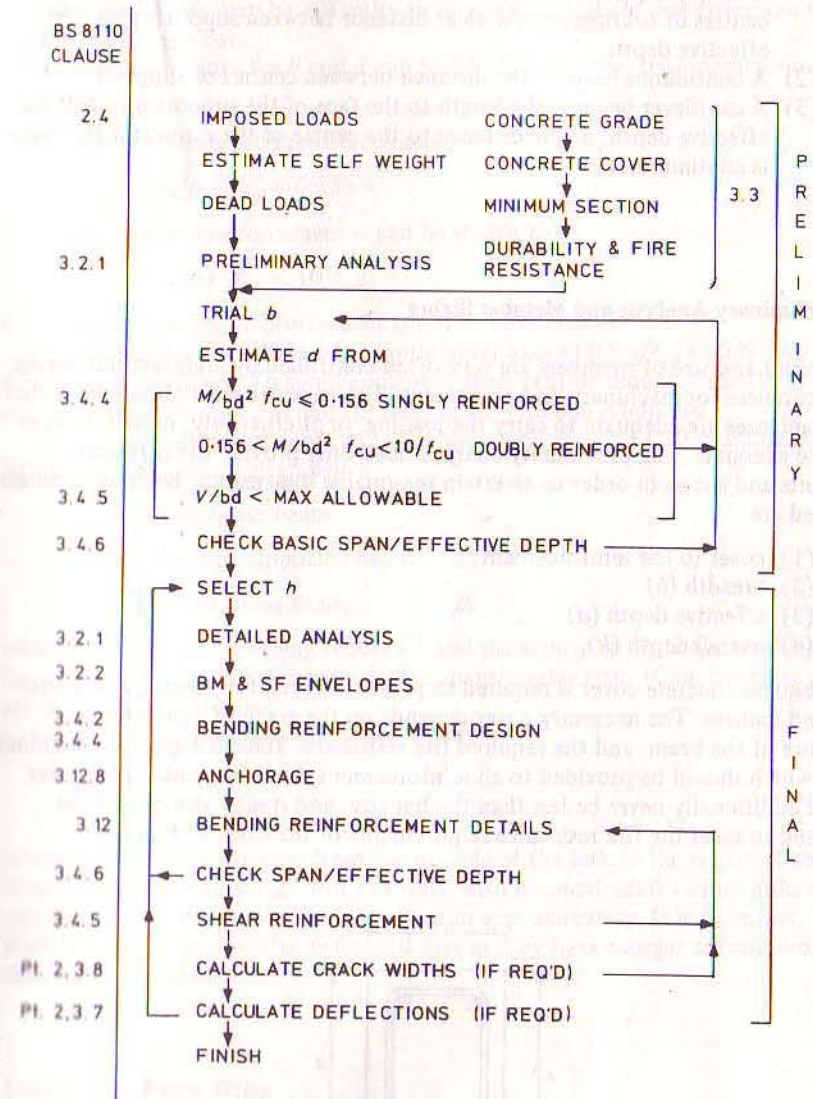 BS 8110
CLAUSE
2.4 IMPOSED LOADS CONCRETE GRADE
ESTIMATE SELF WEIGHT CONCRETE COVER
DEAD LOADS MINIMUM SECTION 3.3
3.2.1 PRELIMINARY ANALYSIS DURABILITY & FIRE
RESISTANCE
TRIAL b
ESTIMATE d FROM
3.4.4 M/bd² fcu ⩽ 0·156 SINGLY REINFORCED
0·156 < M/bd² fcu < 10/fcu DOUBLY REINFORCED
3.4 5 V/bd < MAX ALLOWABLE
3.4.6 CHECK BASIC SPAN/EFFECTIVE DEPTH
PRELIMINARY
SELECT h
3.2.1 DETAILED ANALYSIS
3.2.2 BM & SF ENVELOPES
3.4.2
3.4.4 BENDING REINFORCEMENT DESIGN
3.12.8 ANCHORAGE
3.12 BENDING REINFORCEMENT DETAILS
3.4.6 CHECK SPAN/EFFECTIVE DEPTH
3.4.5 SHEAR REINFORCEMENT
Pt. 2,3.8 CALCULATE CRACK WIDTHS (IF REQ'D)
Pt. 2,3.7 CALCULATE DEFLECTIONS (IF REQ'D)
FINISH
FINAL